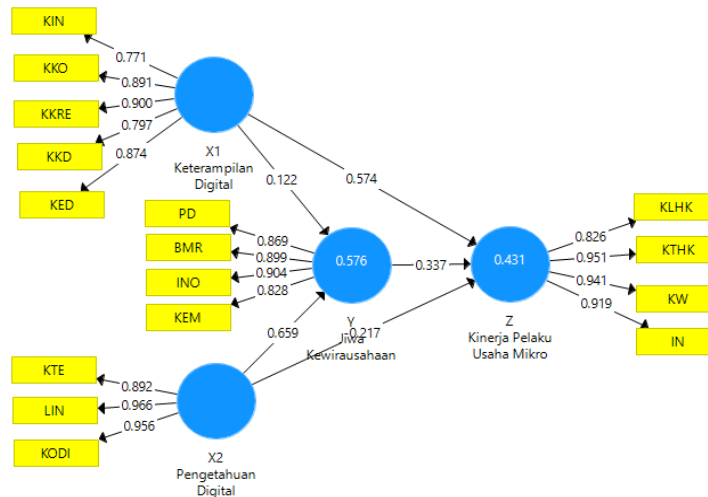 KIN
0.771
KKO
0.891
KKRE
0.900
KKD
0.797
KED
0.874
X1
Keterampilan
Digital
0.122
0.574
PD
0.869
BMR
0.899
INO
0.904
KEM
0.828
0.576
Y
Jiwa
Kewirausahaan
0.337
0.659
-0.217
0.431
Z
Kinerja Pelaku
Usaha Mikro
KLHK
0.826
KTHK
0.951
KW
0.941
IN
0.919
KTE
0.892
LIN
0.966
KODI
0.956
X2
Pengetahuan
Digital